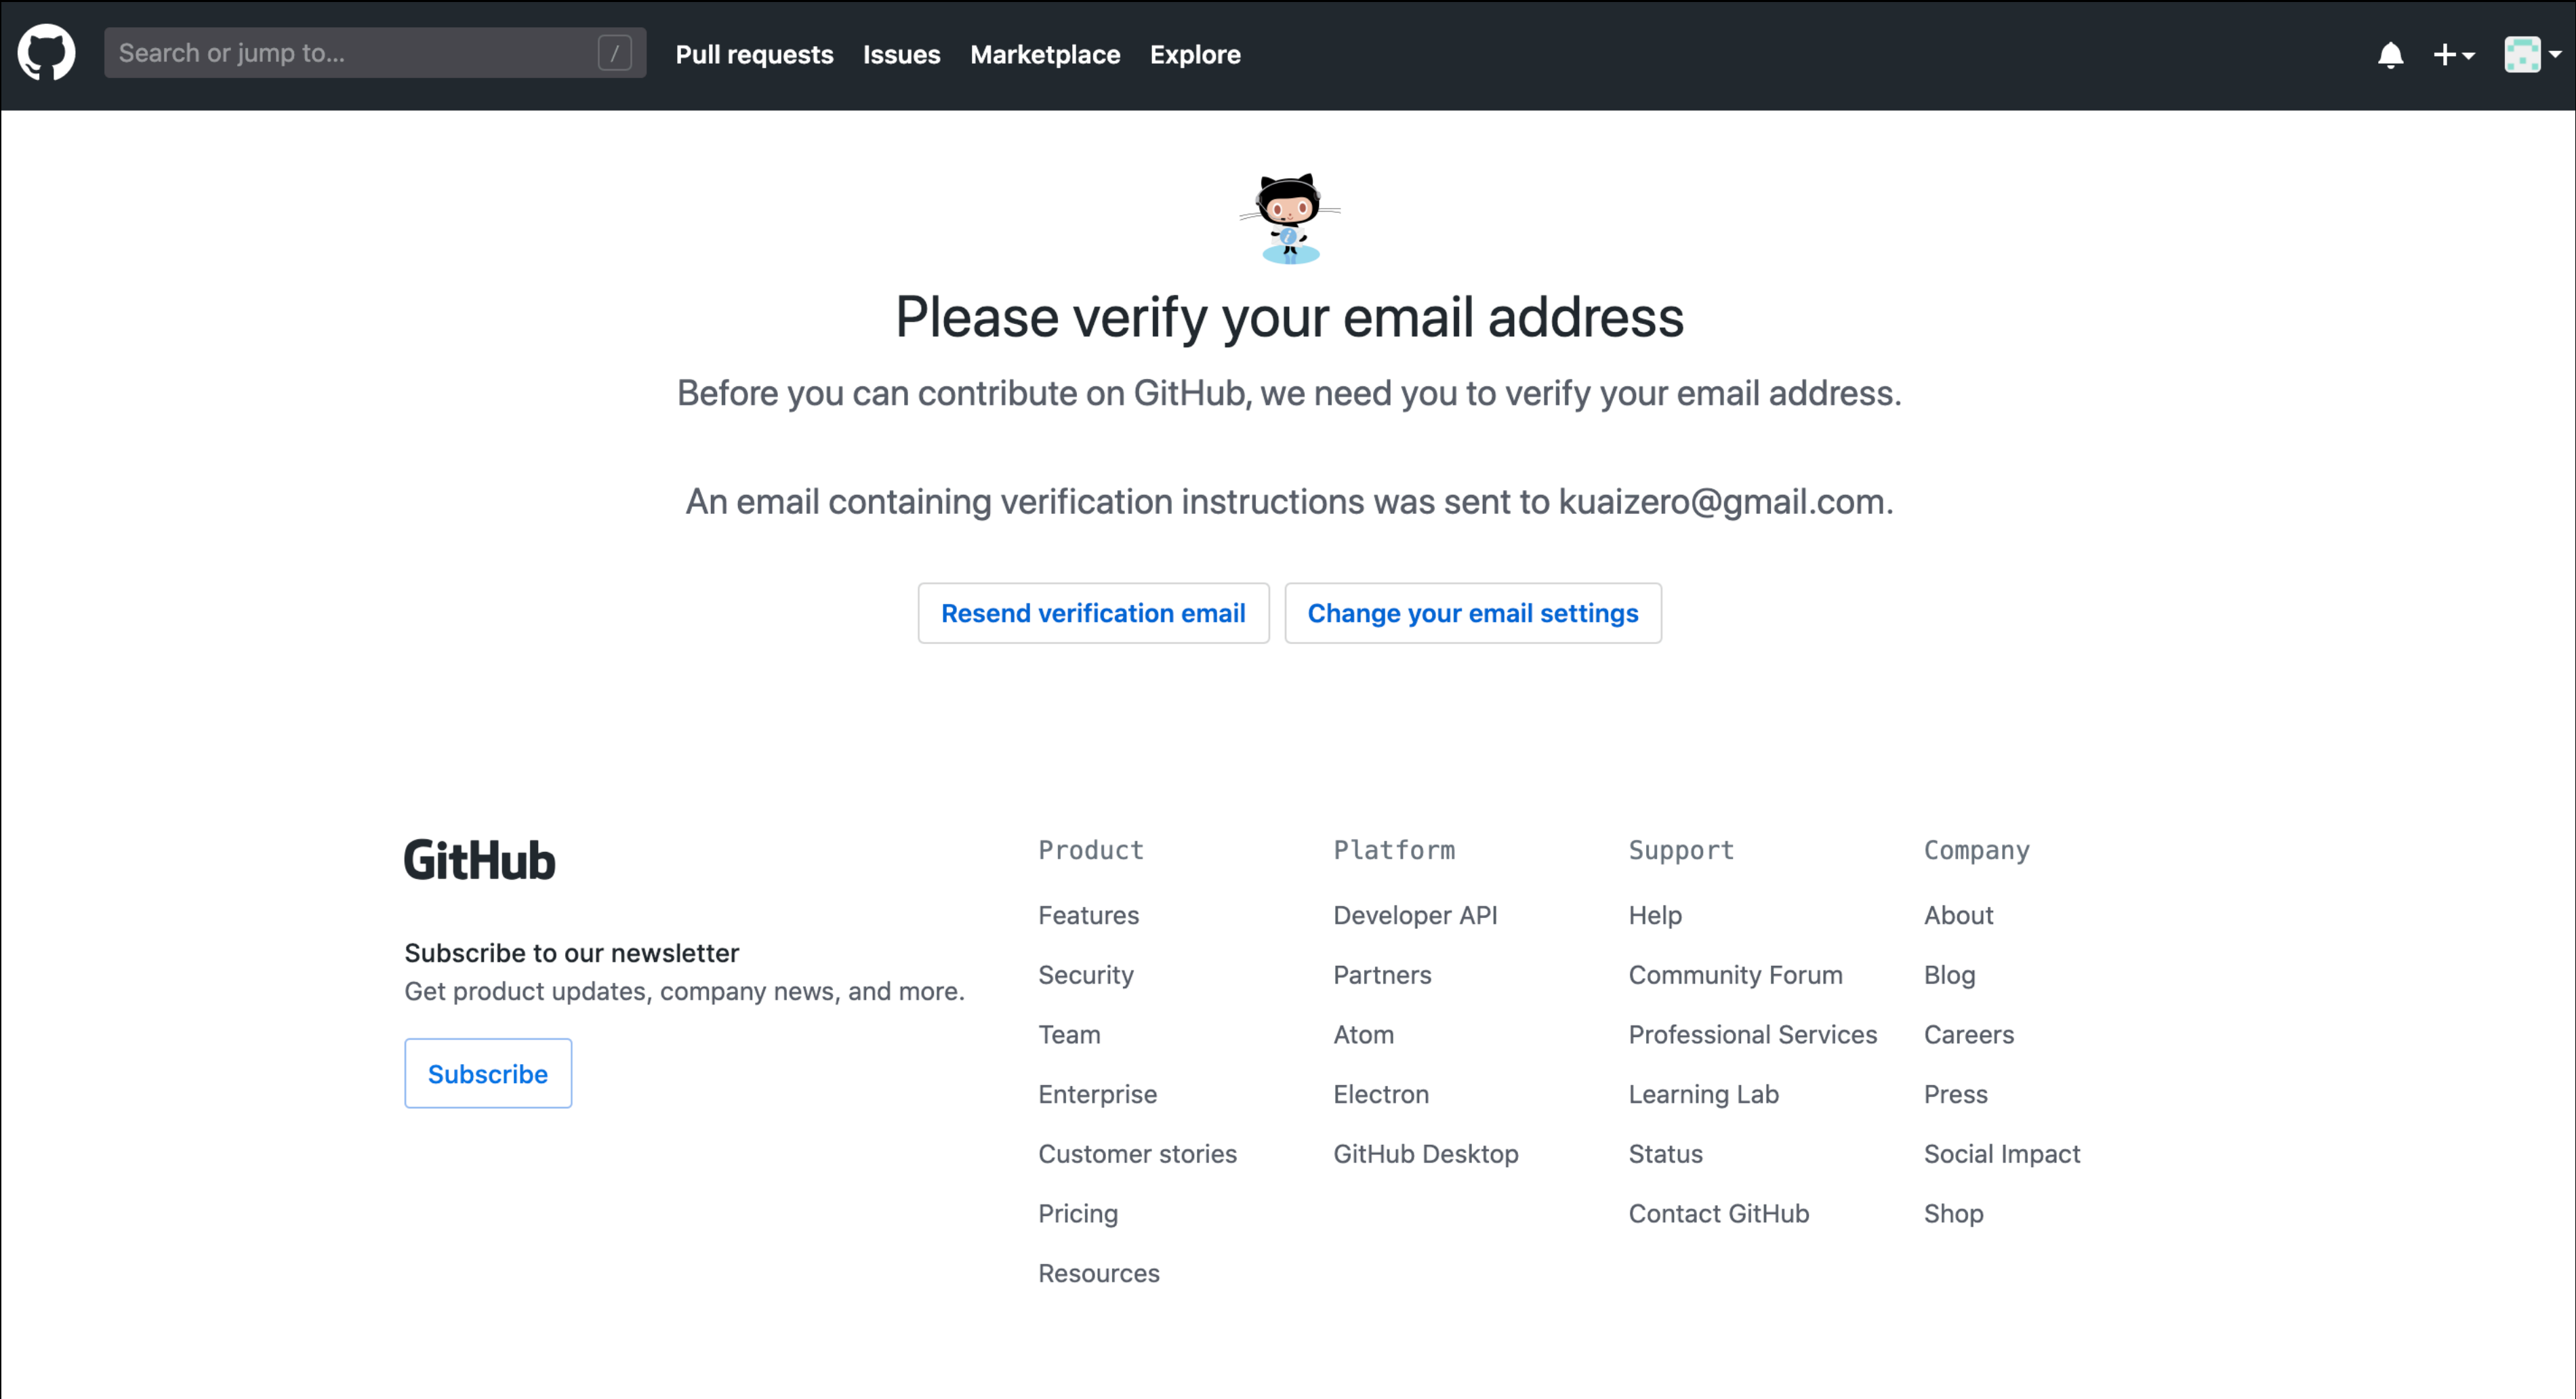 Search or jump to...
/
Pull requests
Issues
Marketplace
Explore
Please verify your email address
Before you can contribute on GitHub, we need you to verify your email address.
An email containing verification instructions was sent to kuaizero@gmail.com.
Resend verification email
Change your email settings
GitHub
Subscribe to our newsletter
Get product updates, company news, and more.
Subscribe
Product
Features
Security
Team
Enterprise
Customer stories
Pricing
Resources
Platform
Developer API
Partners
Atom
Electron
GitHub Desktop
Support
Help
Community Forum
Professional Services
Learning Lab
Status
Contact GitHub
Company
About
Blog
Careers
Press
Social Impact
Shop